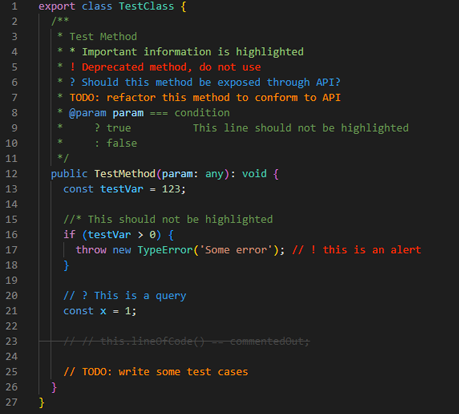 1 export class TestClass {
2 /**
3 * Test Method
4 * * Important information is highlighted
5 * ! Deprecated method, do not use
6 * ? Should this method be exposed through API?
7 * TODO: refactor this method to conform to API
8 * @param param === condition
9 * ? true This line should not be highlighted
10 * : false
11 */
12 public TestMethod(param: any): void {
13 const testVar = 123;
14
15 //* This should not be highlighted
16 if (testVar > 0) {
17 throw new TypeError('Some error'); // ! this is an alert
18 }
19
20 // ? This is a query
21 const x = 1;
22
23 // // this.lineOfCode() == commentedOut;
24
25 // TODO: write some test cases
26 }
27 }